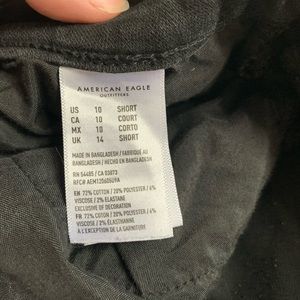 AMERICAN EAGLE
OUTFITTERS
US 10 SHORT
CA 10 COURT
MX 10 CORTO
UK 14 SHORT
MADE IN BANGLADESH / FABRIQUÉ AU
BANGLADESH / HECHO EN BANGLADESH
RN 54485 / CA 03073
EN: 72% COTTON / 20% POLYESTER / 6%
VISCOSE / 2% ELASTANE
EXCLUSIVE OF DECORATION
FR: 72% COTON / 20% POLYESTER / 6%
VISCOSE / 2% ÉLASTHANNE
À L'EXCEPTION DE LA GARNITURE